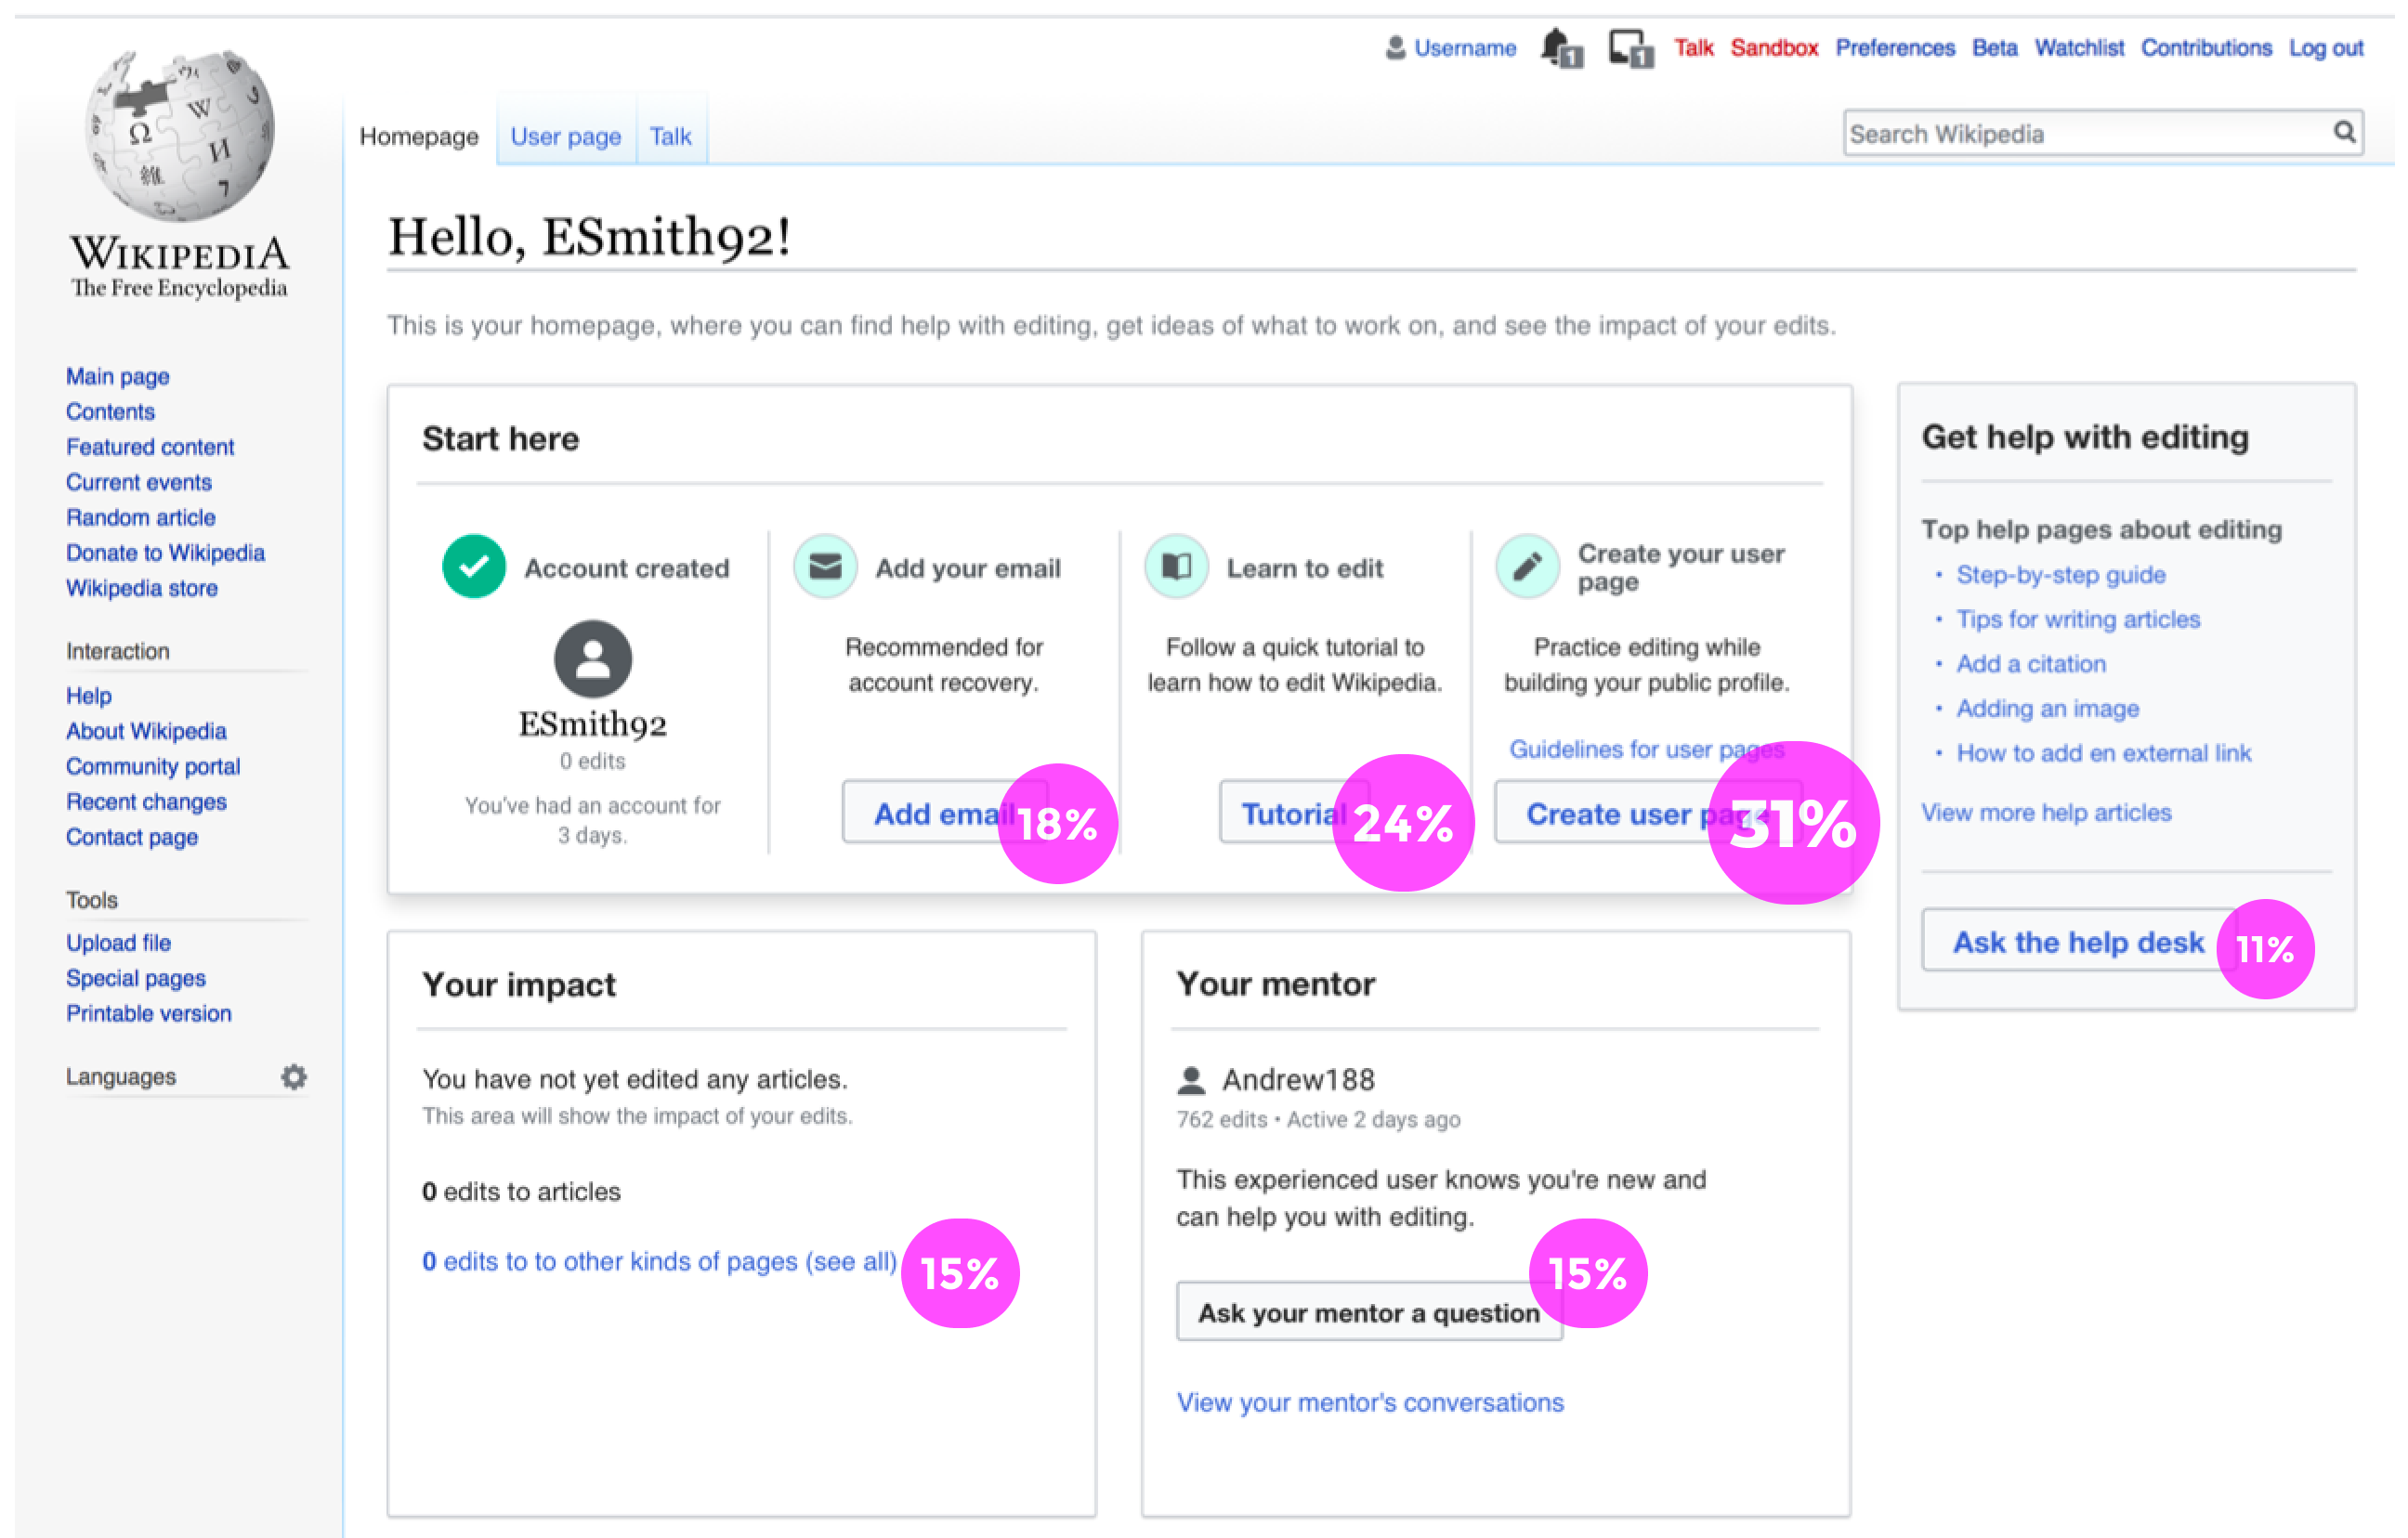 Username 1 1 Talk Sandbox Preferences Beta Watchlist Contributions Log out
Homepage User page Talk
Search Wikipedia
Ω W И 維 7
WIKIPEDIA
The Free Encyclopedia
Main page
Contents
Featured content
Current events
Random article
Donate to Wikipedia
Wikipedia store
Interaction
Help
About Wikipedia
Community portal
Recent changes
Contact page
Tools
Upload file
Special pages
Printable version
Languages
Hello, ESmith92!
This is your homepage, where you can find help with editing, get ideas of what to work on, and see the impact of your edits.
Start here
Account created
ESmith92
0 edits
You've had an account for
3 days.
Add your email
Recommended for
account recovery.
Add email
18%
Learn to edit
Follow a quick tutorial to
learn how to edit Wikipedia.
Tutorial
24%
Create your user
page
Practice editing while
building your public profile.
Guidelines for user pages
Create user page
31%
Get help with editing
Top help pages about editing
• Step-by-step guide
• Tips for writing articles
• Add a citation
• Adding an image
• How to add en external link
View more help articles
Ask the help desk
11%
Your impact
You have not yet edited any articles.
This area will show the impact of your edits.
0 edits to articles
0 edits to to other kinds of pages (see all)
15%
Your mentor
Andrew188
762 edits • Active 2 days ago
This experienced user knows you're new and
can help you with editing.
15%
Ask your mentor a question
View your mentor's conversations